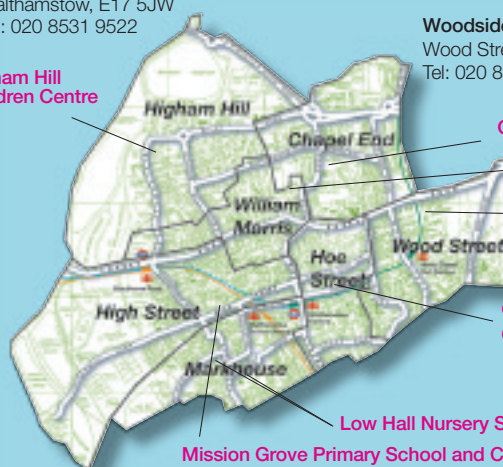 althamstow, E17 5JW
: 020 8531 9522
Woodside
Wood Stre
Tel: 020 8
am Hill
dren Centre
Higham Hill
Chapel End
C
William
Morris
Hoe
Street
Wood Street
High Street
Markhouse
Low Hall Nursery S
Mission Grove Primary School and C